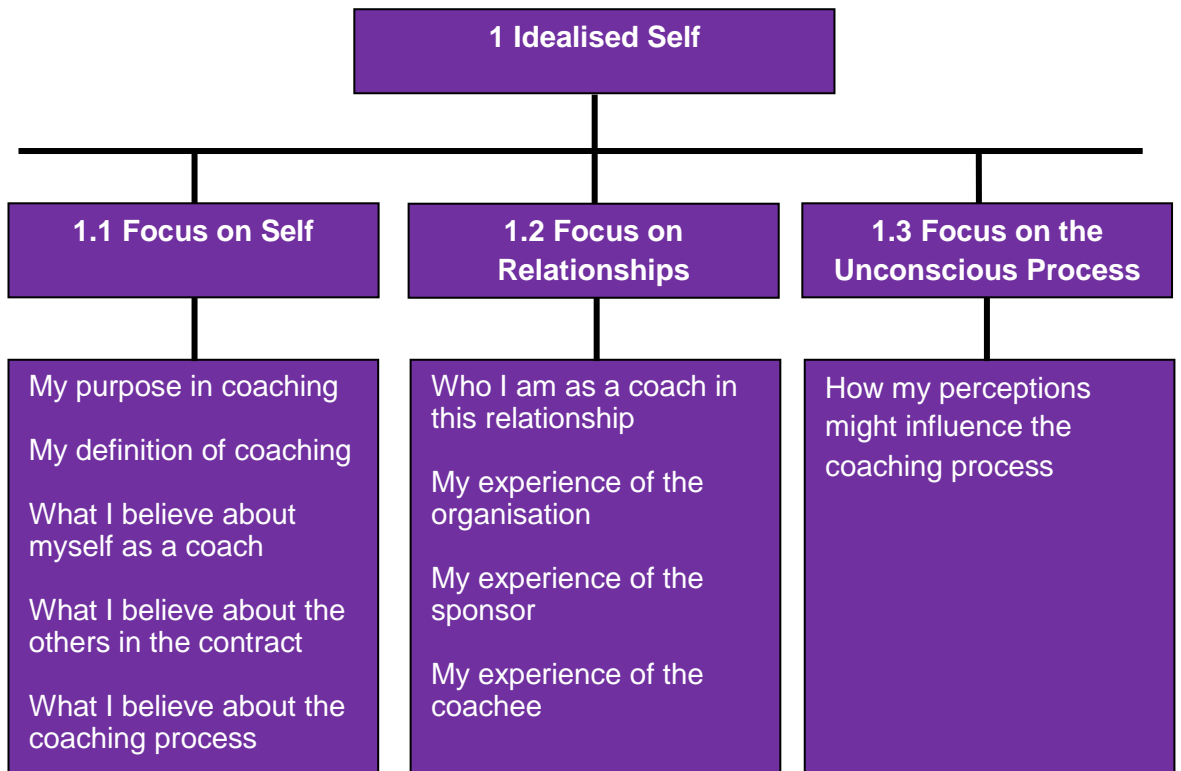 1 Idealised Self
1.1 Focus on Self
1.2 Focus on
Relationships
1.3 Focus on the
Unconscious Process
My purpose in coaching
My definition of coaching
What I believe about
myself as a coach
What I believe about the
others in the contract
What I believe about the
coaching process
Who I am as a coach in
this relationship
My experience of the
organisation
My experience of the
sponsor
My experience of the
coachee
How my perceptions
might influence the
coaching process